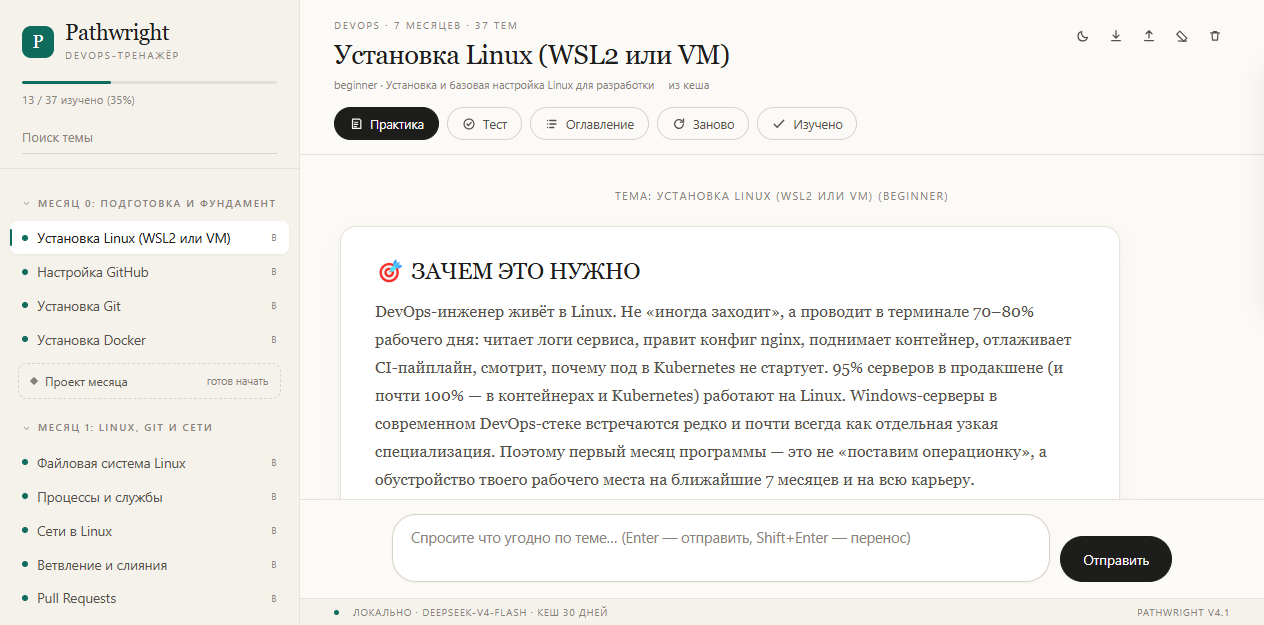 P
Pathwright
DEVOPS-ТРЕНАЖЁР
13 / 37 изучено (35%)
Поиск темы
МЕСЯЦ 0: ПОДГОТОВКА И ФУНДАМЕНТ
Установка Linux (WSL2 или VM) B
Настройка GitHub B
Установка Git B
Установка Docker B
Проект месяца готов начать
МЕСЯЦ 1: LINUX, GIT И СЕТИ
Файловая система Linux B
Процессы и службы B
Сети в Linux B
Ветвление и слияния B
Pull Requests B
DEVOPS · 7 МЕСЯЦЕВ · 37 ТЕМ
Установка Linux (WSL2 или VM)
beginner · Установка и базовая настройка Linux для разработки из кеша
Практика Тест Оглавление Заново Изучено
ТЕМА: УСТАНОВКА LINUX (WSL2 ИЛИ VM) (BEGINNER)
ЗАЧЕМ ЭТО НУЖНО
DevOps-инженер живёт в Linux. Не «иногда заходит», а проводит в терминале 70–80%
рабочего дня: читает логи сервиса, правит конфиг nginx, поднимает контейнер, отлаживает
CI-пайплайн, смотрит, почему под в Kubernetes не стартует. 95% серверов в продакшене (и
почти 100% — в контейнерах и Kubernetes) работают на Linux. Windows-серверы в
современном DevOps-стеке встречаются редко и почти всегда как отдельная узкая
специализация. Поэтому первый месяц программы — это не «поставим операционку», а
обустройство твоего рабочего места на ближайшие 7 месяцев и на всю карьеру.
Спросите что угодно по теме... (Enter — отправить, Shift+Enter — перенос)
Отправить
ЛОКАЛЬНО · DEEPSEEK-V4-FLASH · КЕШ 30 ДНЕЙ
PATHWRIGHT V4.1